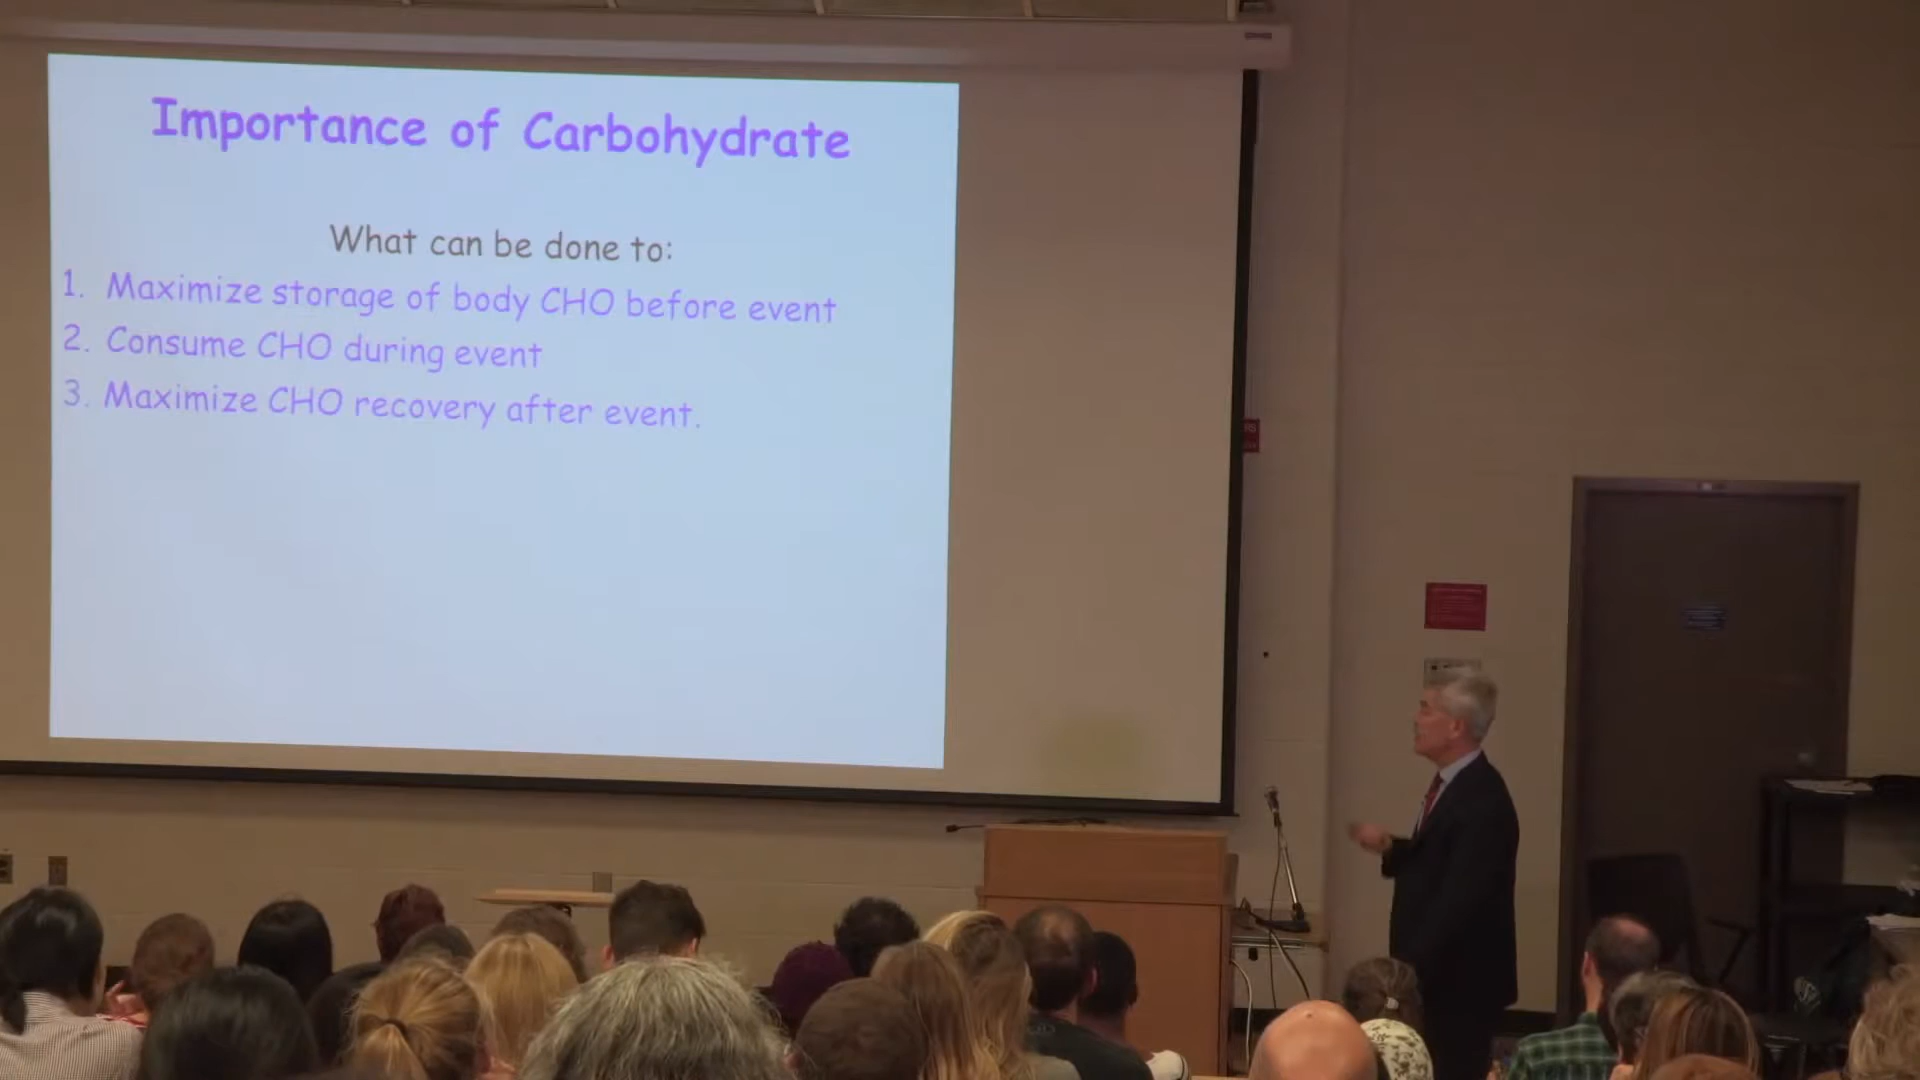 Importance of Carbohydrate
What can be done to:
1. Maximize storage of body CHO before event
2. Consume CHO during event
3. Maximize CHO recovery after event.